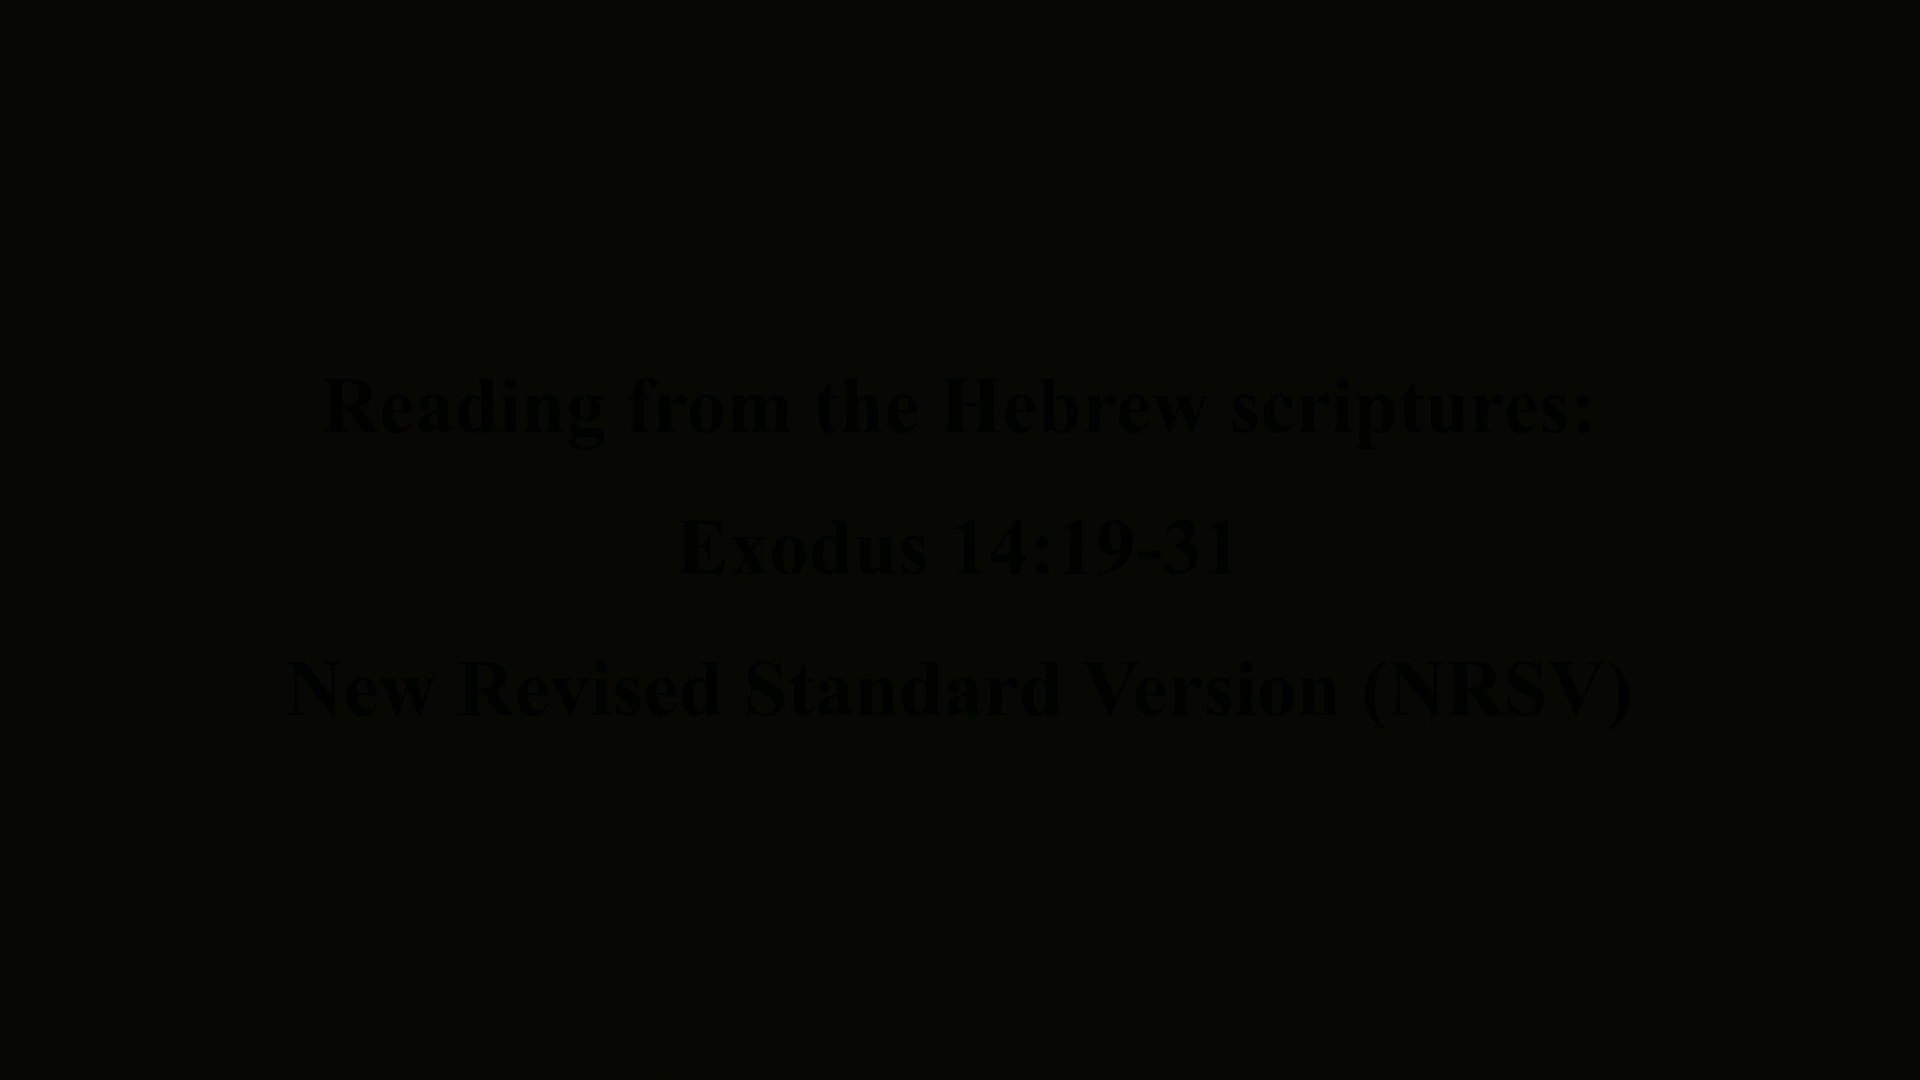 Reading from the Hebrew scriptures:
Exodus 14:19-31
New Revised Standard Version (NRSV)